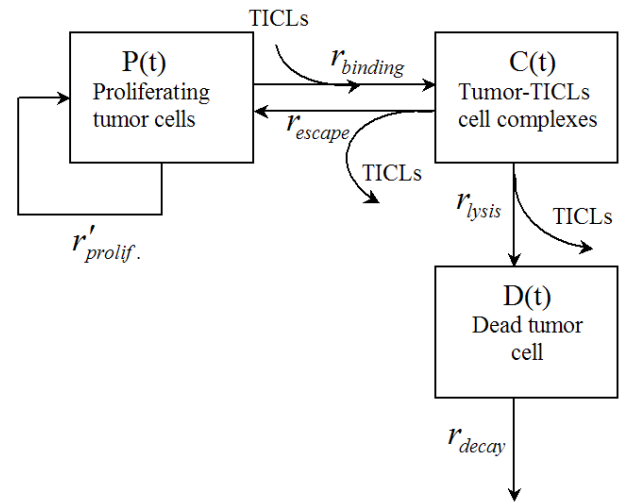 TICLs
P(t)
Proliferating
tumor cells
r_binding
C(t)
Tumor-TICLs
cell complexes
r_escape
TICLs
r_lysis
TICLs
r'_prolif.
D(t)
Dead tumor
cell
r_decay